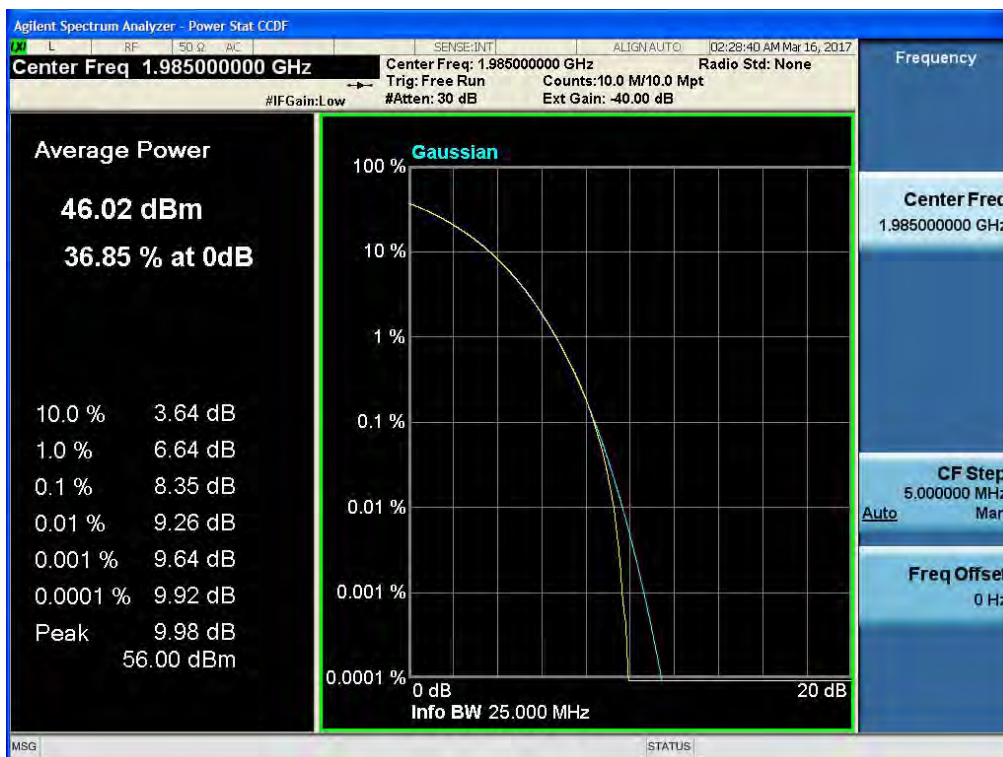 Agilent Spectrum Analyzer - Power Stat CCDF
LXI L RF 50 Ω AC SENSE:INT ALIGN AUTO 02:28:40 AM Mar 16, 2017
Center Freq 1.985000000 GHz
Center Freq: 1.985000000 GHz Radio Std: None
Trig: Free Run Counts:10.0 M/10.0 Mpt
#IFGain:Low #Atten: 30 dB Ext Gain: -40.00 dB
Average Power
46.02 dBm
36.85 % at 0dB
10.0 % 3.64 dB
1.0 % 6.64 dB
0.1 % 8.35 dB
0.01 % 9.26 dB
0.001 % 9.64 dB
0.0001 % 9.92 dB
Peak 9.98 dB
56.00 dBm
Gaussian
100 %
10 %
1 %
0.1 %
0.01 %
0.001 %
0.0001 %
0 dB 20 dB
Info BW 25.000 MHz
Frequency
Center Freq
1.985000000 GHz
CF Step
5.000000 MHz
Auto Man
Freq Offset
0 Hz
MSG STATUS